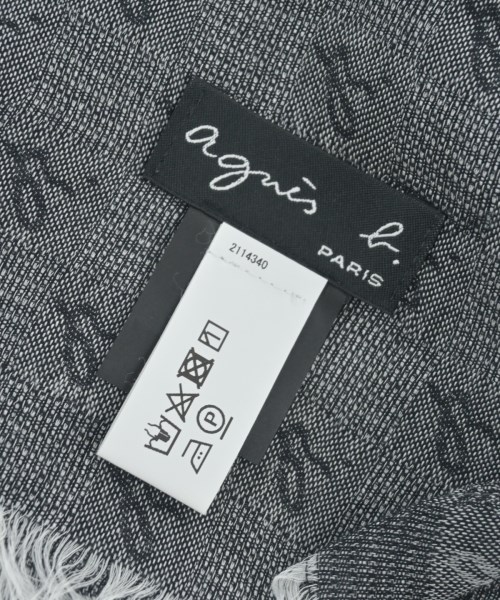 agnès b.
PARIS
2114340
P